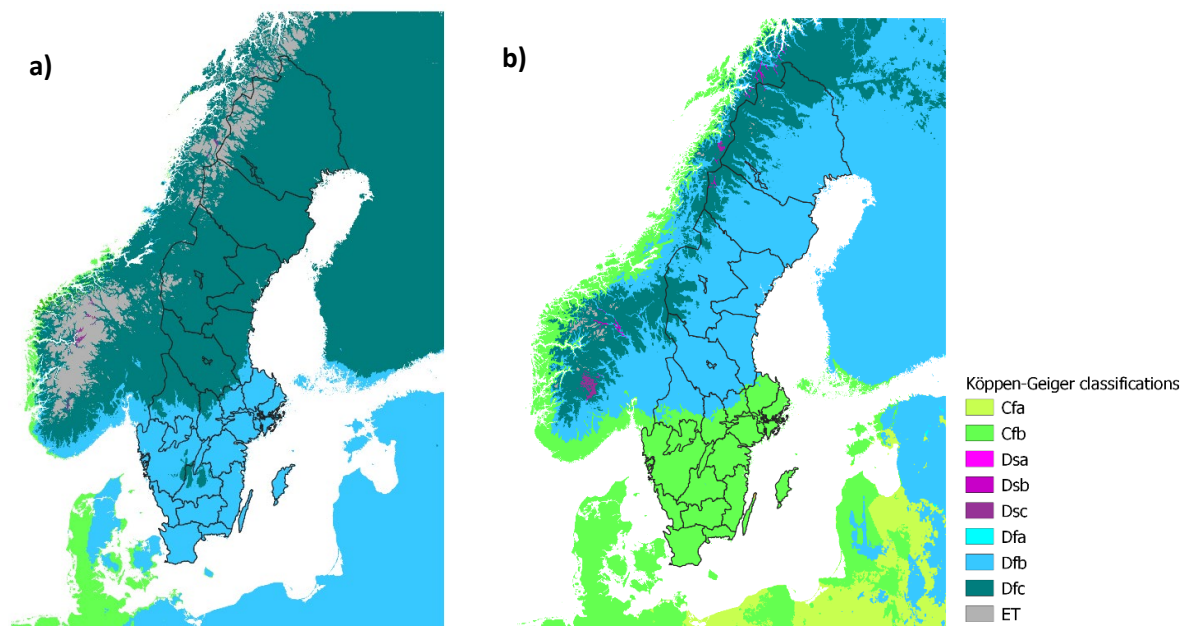 a)
b)
Köppen-Geiger classifications
Cfa
Cfb
Dsa
Dsb
Dsc
Dfa
Dfb
Dfc
ET